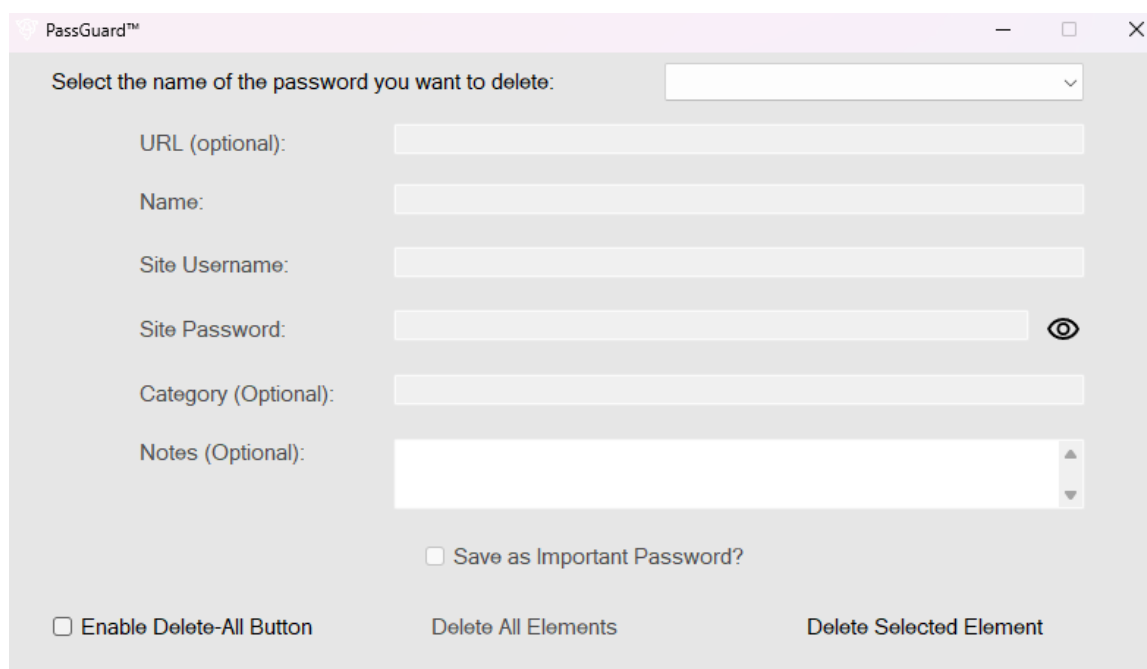 PassGuard™
Select the name of the password you want to delete:
URL (optional):
Name:
Site Username:
Site Password:
Category (Optional):
Notes (Optional):
Save as Important Password?
Enable Delete-All Button Delete All Elements Delete Selected Element